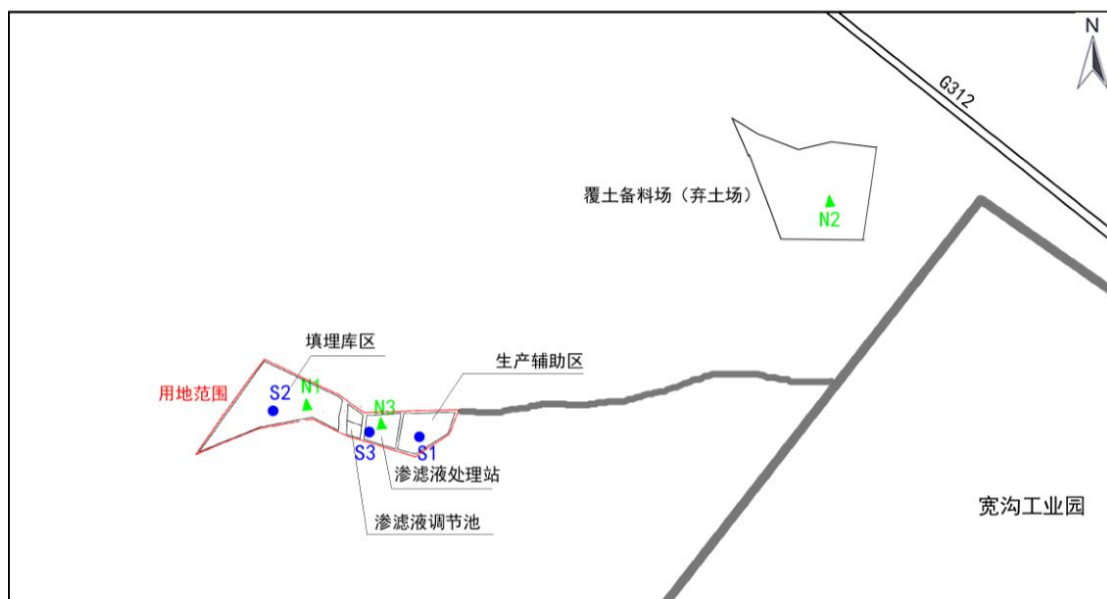 N
G312
覆土备料场（弃土场）
N2
填埋库区
生产辅助区
用地范围
S2
N1
N3
S3
S1
渗滤液处理站
渗滤液调节池
宽沟工业园